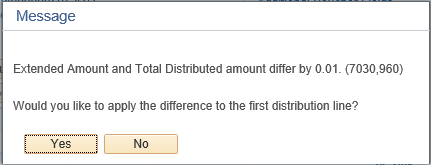 Message
Extended Amount and Total Distributed amount differ by 0.01. (7030,960)
Would you like to apply the difference to the first distribution line?
Yes
No